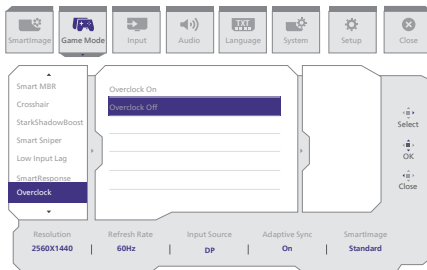 SmartImage
Game Mode
Input
Audio
TXT
Language
System
Setup
Close
Smart MBR
Crosshair
StarkShadowBoost
Smart Sniper
Low Input Lag
SmartResponse
Overclock
Overclock On
Overclock Off
Select
OK
Close
Resolution
Refresh Rate
Input Source
Adaptive Sync
SmartImage
2560X1440
60Hz
DP
On
Standard